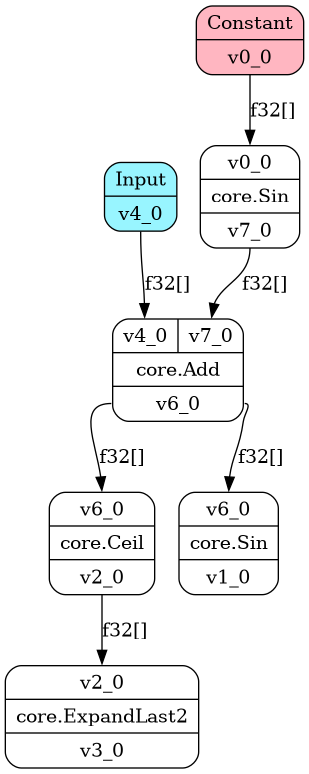 Constant
v0_0
f32[]
v0_0
core.Sin
v7_0
Input
v4_0
f32[]
f32[]
v4_0 v7_0
core.Add
v6_0
f32[]
f32[]
v6_0
core.Ceil
v2_0
v6_0
core.Sin
v1_0
f32[]
v2_0
core.ExpandLast2
v3_0